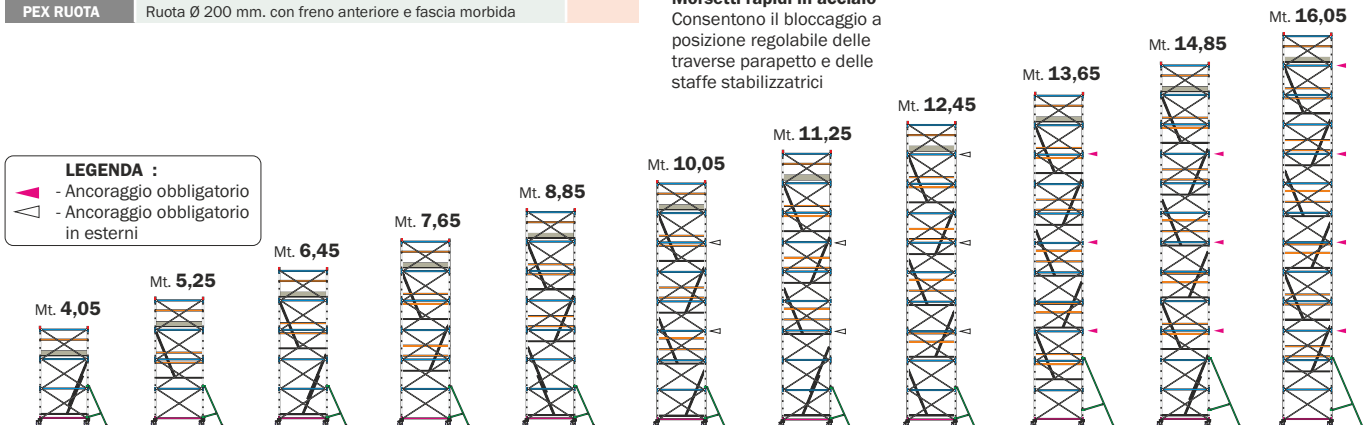 PEX RUOTA Ruota Ø 200 mm. con freno anteriore e fascia morbida
Morsetti rapidi in acciaio
Consentono il bloccaggio a
posizione regolabile delle
traverse parapetto e delle
staffe stabilizzatrici
LEGENDA :
- Ancoraggio obbligatorio
- Ancoraggio obbligatorio
in esterni
Mt. 4,05
Mt. 5,25
Mt. 6,45
Mt. 7,65
Mt. 8,85
Mt. 10,05
Mt. 11,25
Mt. 12,45
Mt. 13,65
Mt. 14,85
Mt. 16,05